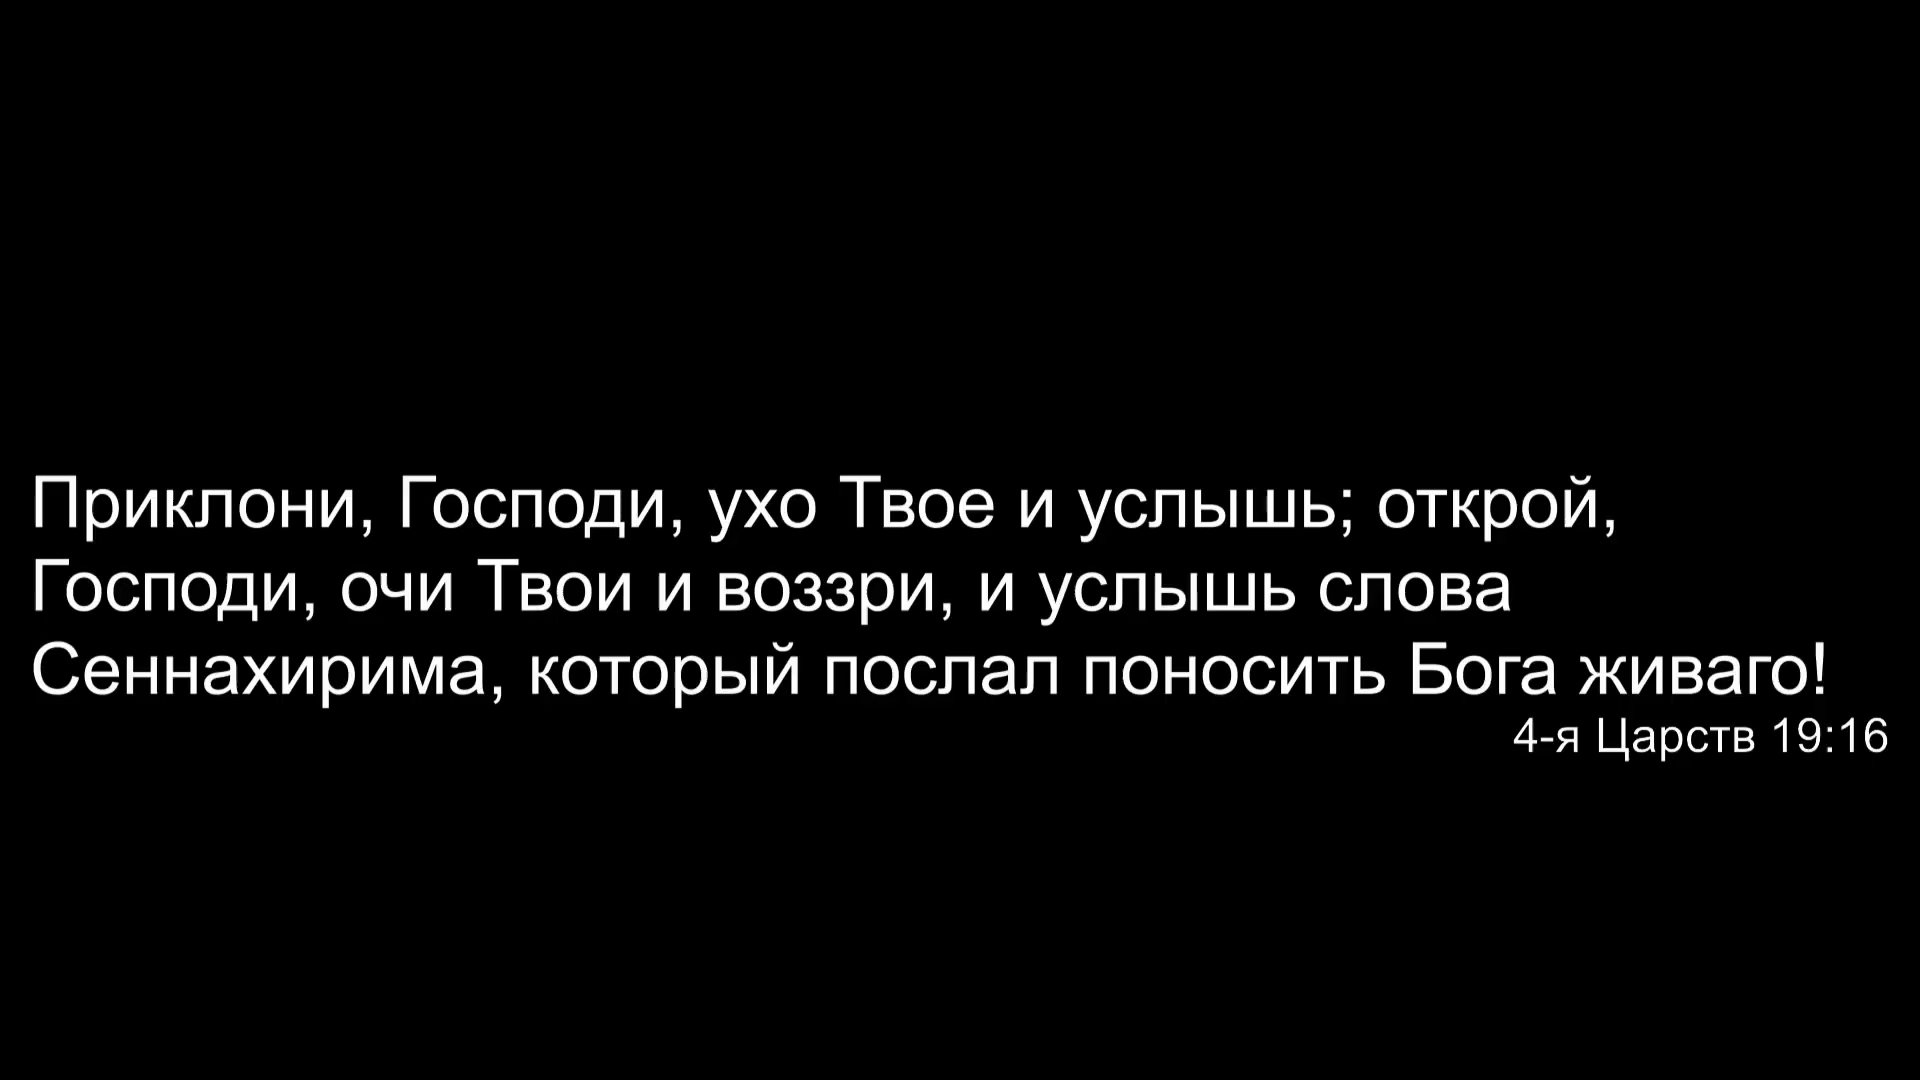 Приклони, Господи, ухо Твое и услышь; открой,
Господи, очи Твои и воззри, и услышь слова
Сеннахирима, который послал поносить Бога живаго!
4-я Царств 19:16